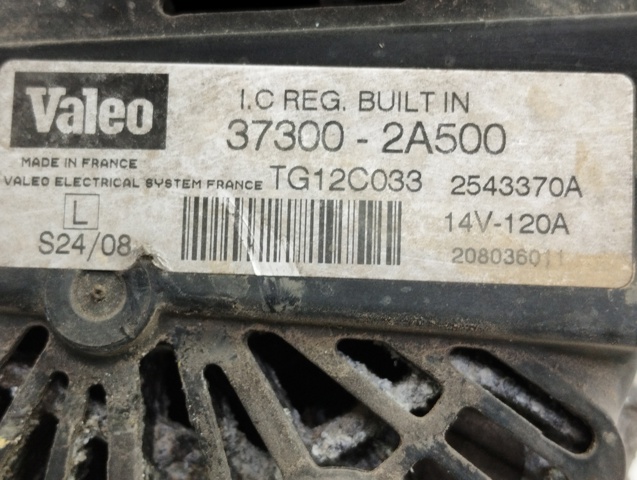 Valeo
I.C REG. BUILT IN
37300 - 2A500
MADE IN FRANCE
VALEO ELECTRICAL SYSTEM FRANCE TG12C033 2543370A
L
14V-120A
S24/08
208036011